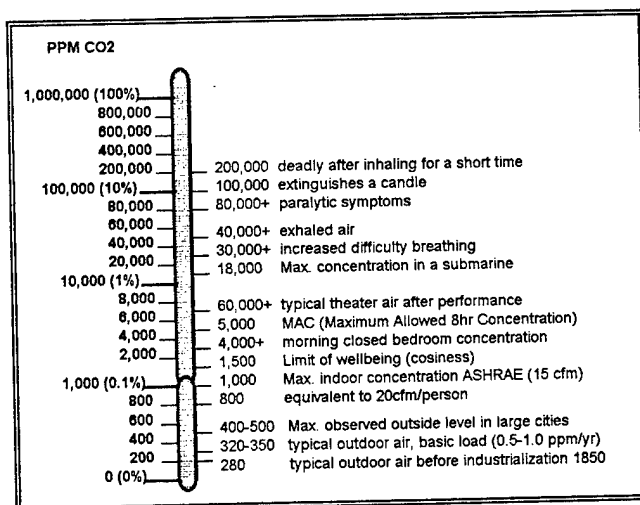 PPM CO2
1,000,000 (100%)
800,000
600,000
400,000
200,000
100,000 (10%)
80,000
60,000
40,000
20,000
10,000 (1%)
8,000
6,000
4,000
2,000
1,000 (0.1%)
800
600
400
200
0 (0%)
200,000 deadly after inhaling for a short time
100,000 extinguishes a candle
80,000+ paralytic symptoms
40,000+ exhaled air
30,000+ increased difficulty breathing
18,000 Max. concentration in a submarine
60,000+ typical theater air after performance
5,000 MAC (Maximum Allowed 8hr Concentration)
4,000+ morning closed bedroom concentration
1,500 Limit of wellbeing (cosiness)
1,000 Max. indoor concentration ASHRAE (15 cfm)
800 equivalent to 20cfm/person
400-500 Max. observed outside level in large cities
320-350 typical outdoor air, basic load (0.5-1.0 ppm/yr)
280 typical outdoor air before industrialization 1850